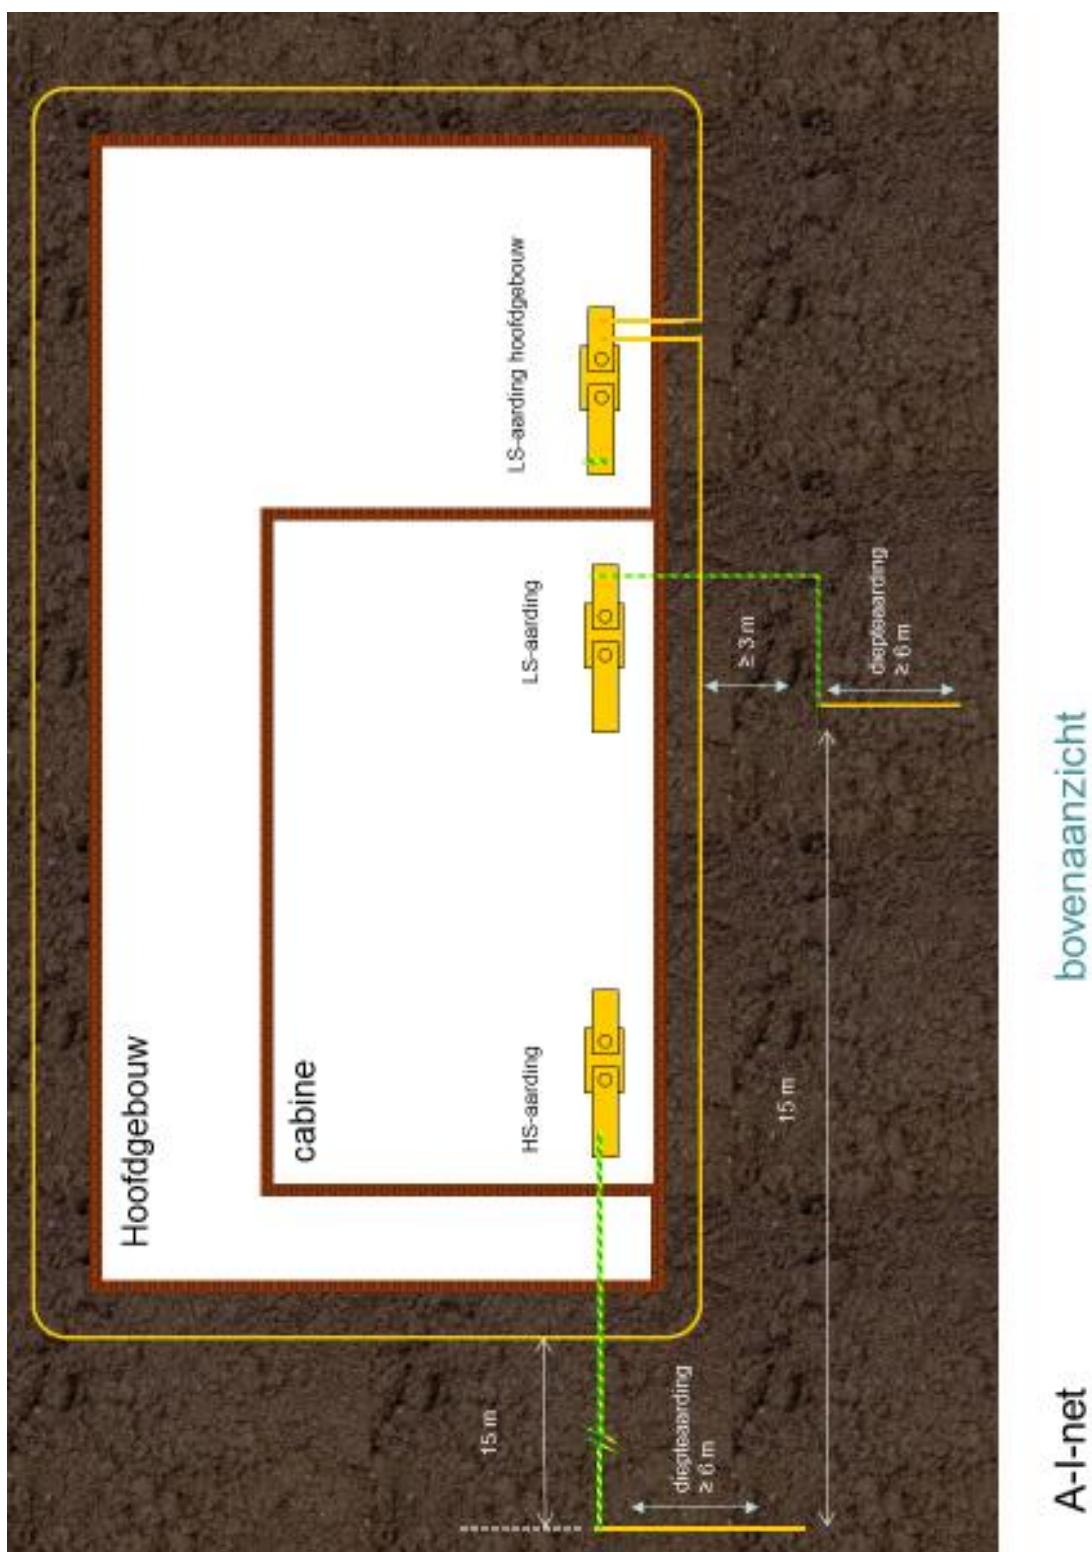 A-I-net
bovenaanzicht
Hoofdgebouw
cabine
HS-aarding
LS-aarding
LS-aarding hoofdgebouw
15 m
diepteaarding
≥ 6 m
15 m
≥ 3 m
diepteaarding
≥ 6 m